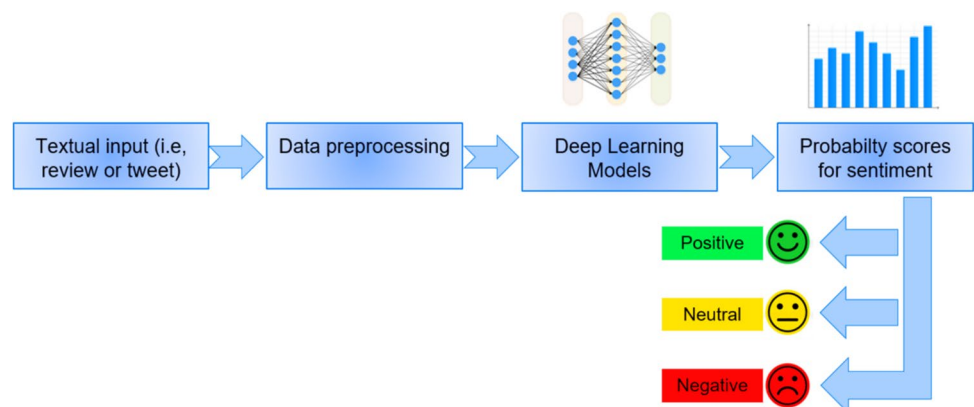 Textual input (i.e,
review or tweet)
Data preprocessing
Deep Learning
Models
Probabilty scores
for sentiment
Positive
Neutral
Negative